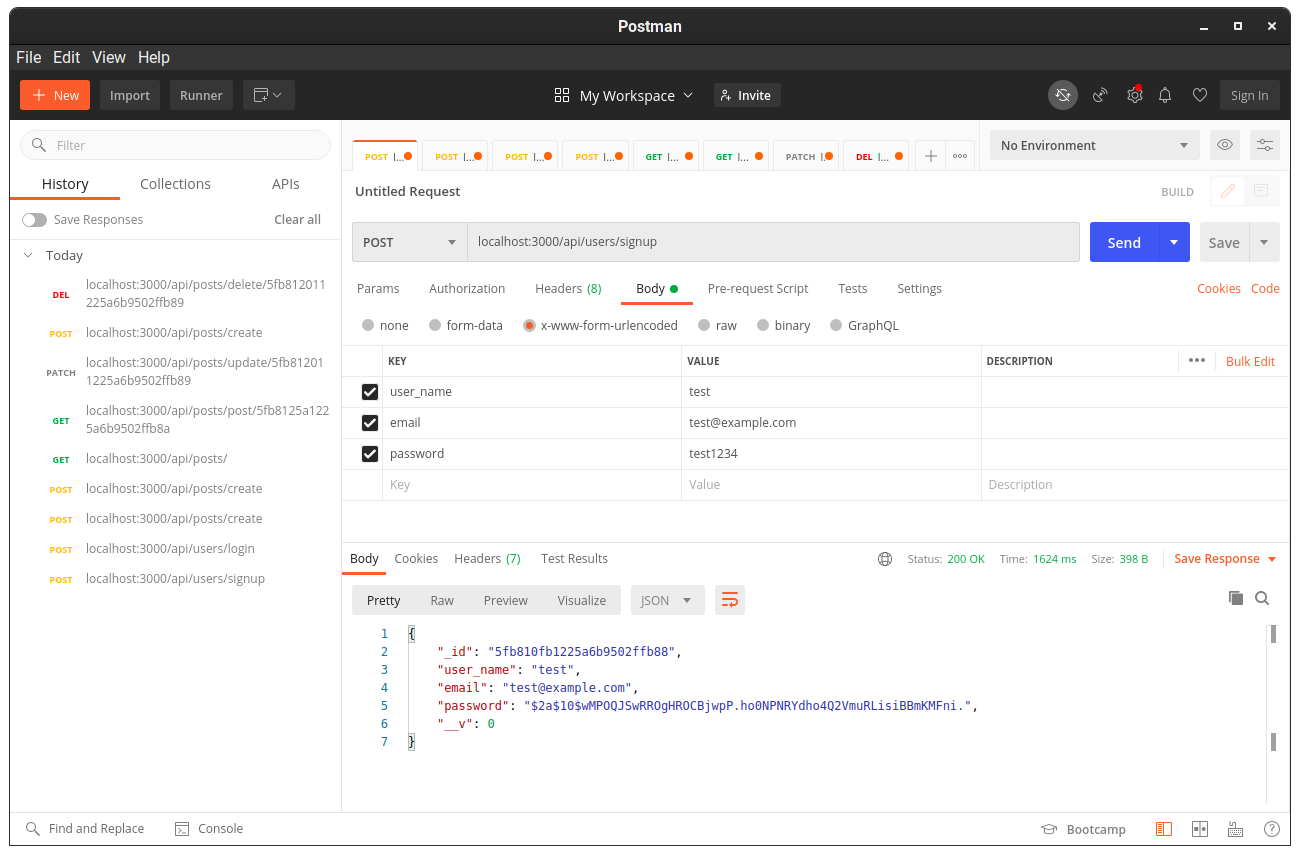 Postman
File Edit View Help
New Import Runner My Workspace Invite Sign In
Filter
History Collections APIs
Save Responses Clear all
Today
DEL localhost:3000/api/posts/delete/5fb812011
225a6b9502ffb89
POST localhost:3000/api/posts/create
PATCH localhost:3000/api/posts/update/5fb81201
1225a6b9502ffb89
GET localhost:3000/api/posts/post/5fb8125a122
5a6b9502ffb8a
GET localhost:3000/api/posts/
POST localhost:3000/api/posts/create
POST localhost:3000/api/posts/create
POST localhost:3000/api/users/login
POST localhost:3000/api/users/signup
POST l... POST l... POST l... POST l... GET l... GET l... PATCH l. DEL l...
No Environment
Untitled Request BUILD
POST localhost:3000/api/users/signup Send Save
Params Authorization Headers (8) Body Pre-request Script Tests Settings Cookies Code
none form-data x-www-form-urlencoded raw binary GraphQL
KEY VALUE DESCRIPTION Bulk Edit
user_name test
email test@example.com
password test1234
Key Value Description
Body Cookies Headers (7) Test Results Status: 200 OK Time: 1624 ms Size: 398 B Save Response
Pretty Raw Preview Visualize JSON
1 {
2 "_id": "5fb810fb1225a6b9502ffb88",
3 "user_name": "test",
4 "email": "test@example.com",
5 "password": "$2a$10$wMPOQJSwRROgHROCBjwpP.ho0NPNRYdho4Q2VmuRLisiBBmKMFni.",
6 "__v": 0
7 }
Find and Replace Console Bootcamp